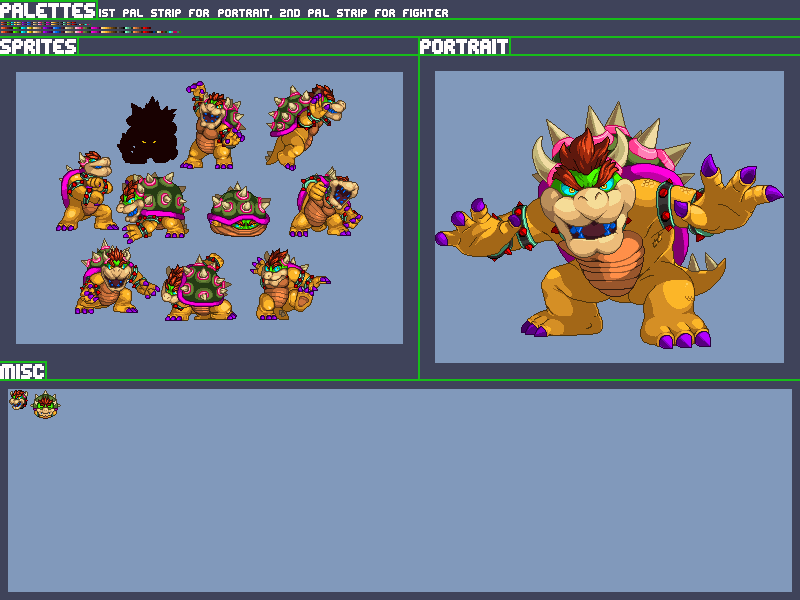 PALETTES 1ST PAL STRIP FOR PORTRAIT, 2ND PAL STRIP FOR FIGHTER
SPRITES
PORTRAIT
MISC